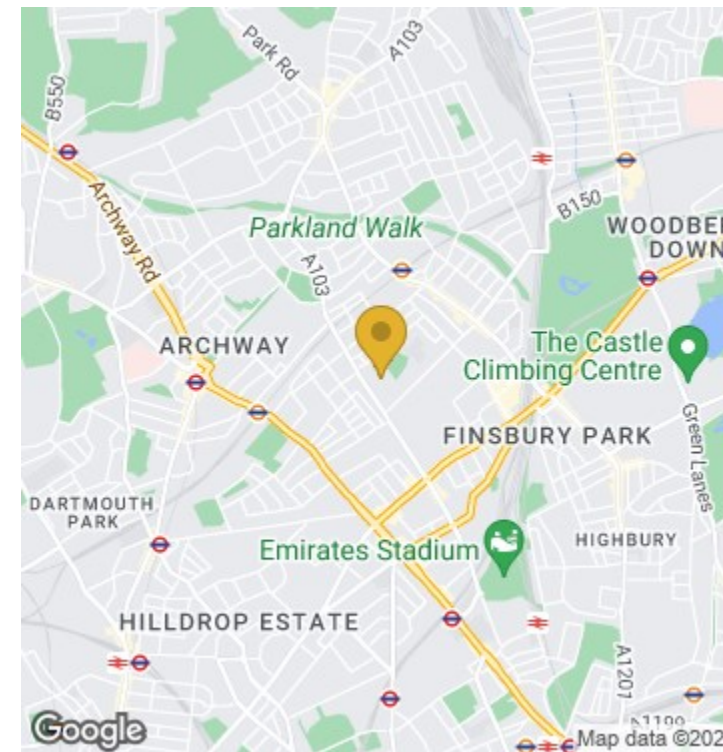 Park Rd
A103
B550
Archway Rd
B150
Parkland Walk
WOODBE
DOWN
A103
ARCHWAY
The Castle
Climbing Centre
Green Lanes
FINSBURY PARK
DARTMOUTH
PARK
Emirates Stadium
HIGHBURY
HILLDROP ESTATE
A1207
A1199
Google
Map data ©202